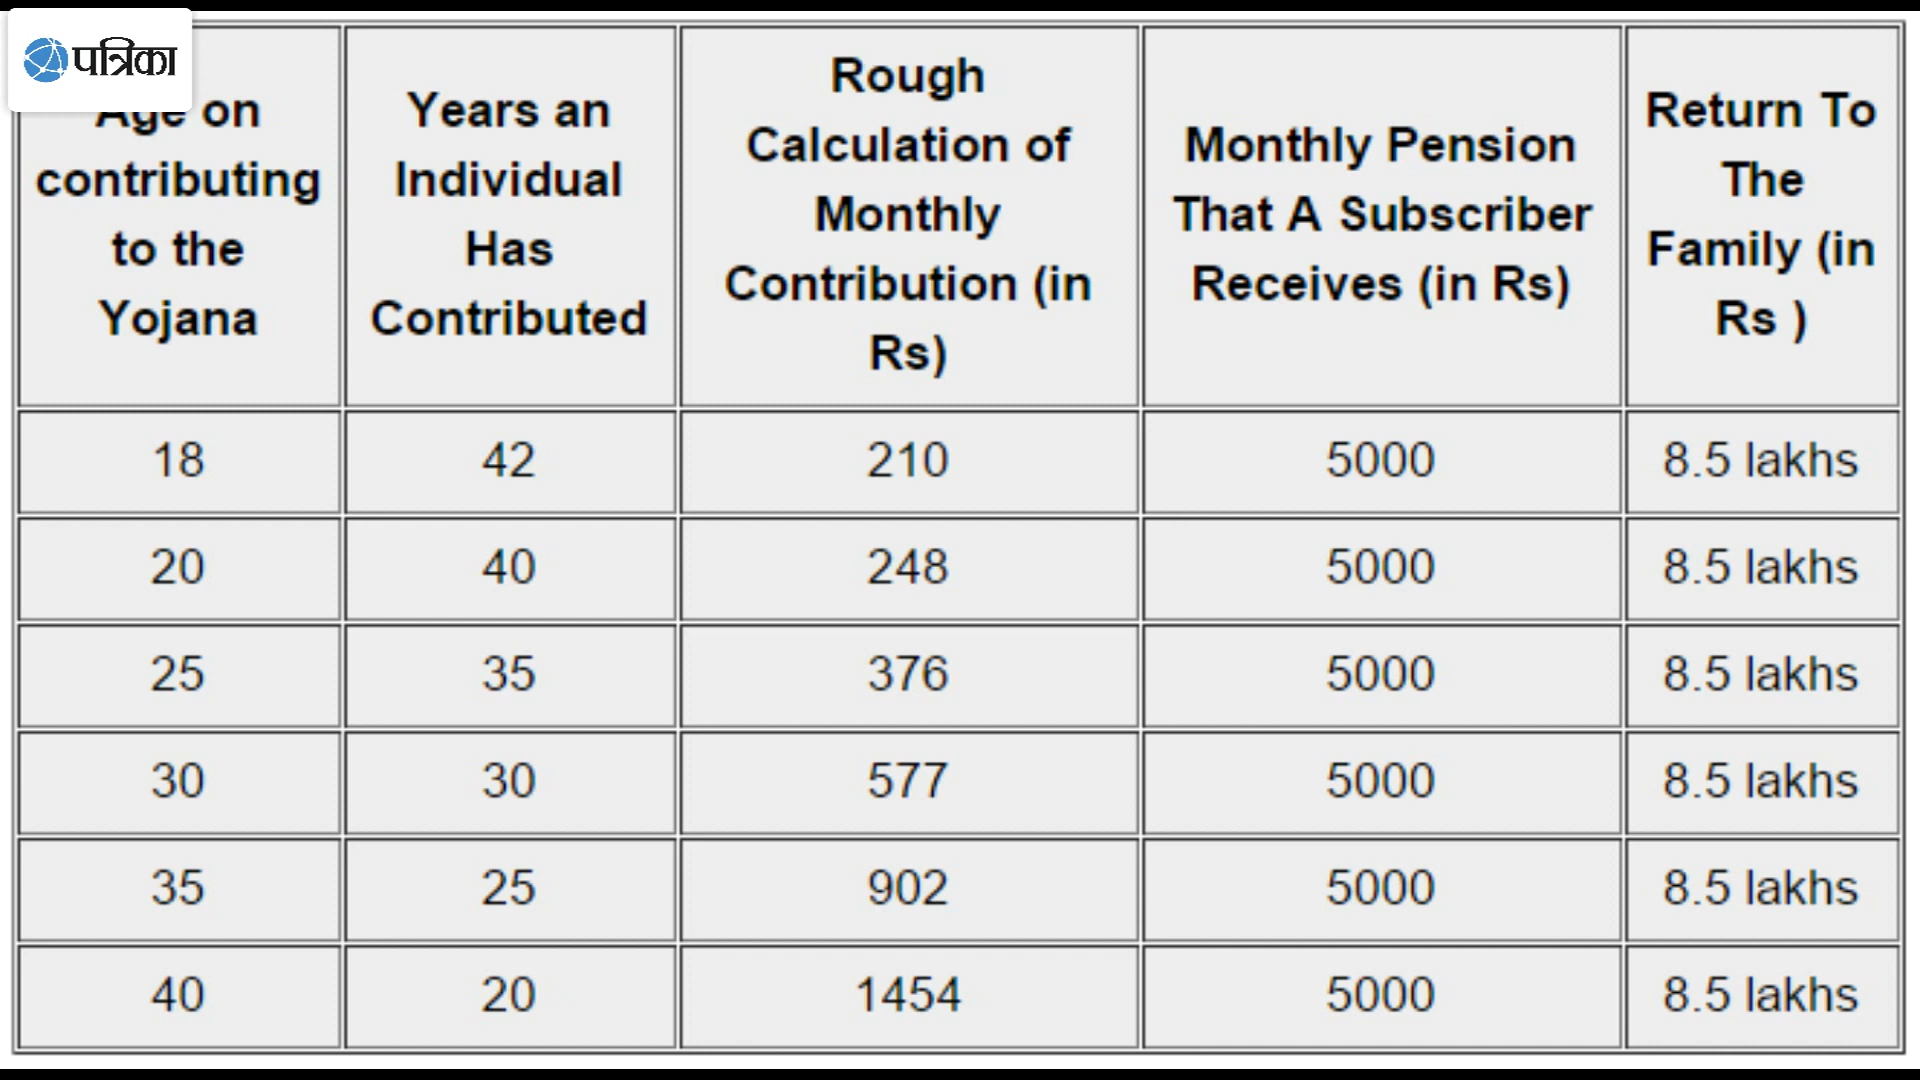 पत्रिका
Age on
contributing
to the
Yojana
Years an
Individual
Has
Contributed
Rough
Calculation of
Monthly
Contribution (in
Rs)
Monthly Pension
That A Subscriber
Receives (in Rs)
Return To
The
Family (in
Rs )
18 42 210 5000 8.5 lakhs
20 40 248 5000 8.5 lakhs
25 35 376 5000 8.5 lakhs
30 30 577 5000 8.5 lakhs
35 25 902 5000 8.5 lakhs
40 20 1454 5000 8.5 lakhs